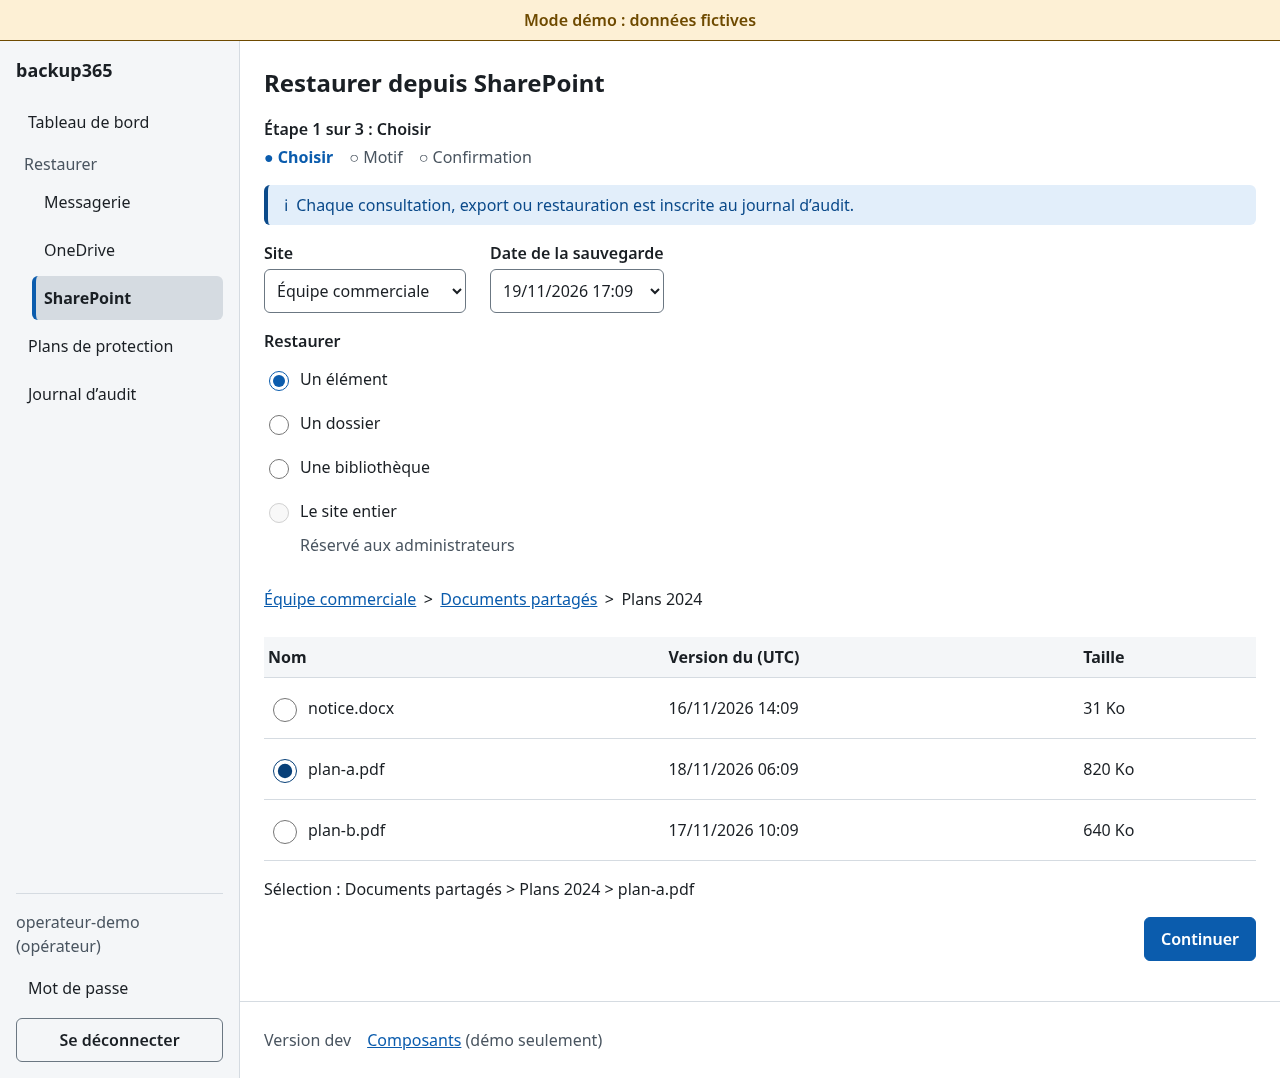 Mode démo : données fictives
backup365
Tableau de bord
Restaurer
Messagerie
OneDrive
SharePoint
Plans de protection
Journal d’audit
operateur-demo
(opérateur)
Mot de passe
Se déconnecter
Restaurer depuis SharePoint
Étape 1 sur 3 : Choisir
● Choisir ○ Motif ○ Confirmation
i Chaque consultation, export ou restauration est inscrite au journal d’audit.
Site Date de la sauvegarde
Équipe commerciale 19/11/2026 17:09
Restaurer
Un élément
Un dossier
Une bibliothèque
Le site entier
Réservé aux administrateurs
Équipe commerciale > Documents partagés > Plans 2024
Nom Version du (UTC) Taille
notice.docx 16/11/2026 14:09 31 Ko
plan-a.pdf 18/11/2026 06:09 820 Ko
plan-b.pdf 17/11/2026 10:09 640 Ko
Sélection : Documents partagés > Plans 2024 > plan-a.pdf
Continuer
Version dev Composants (démo seulement)